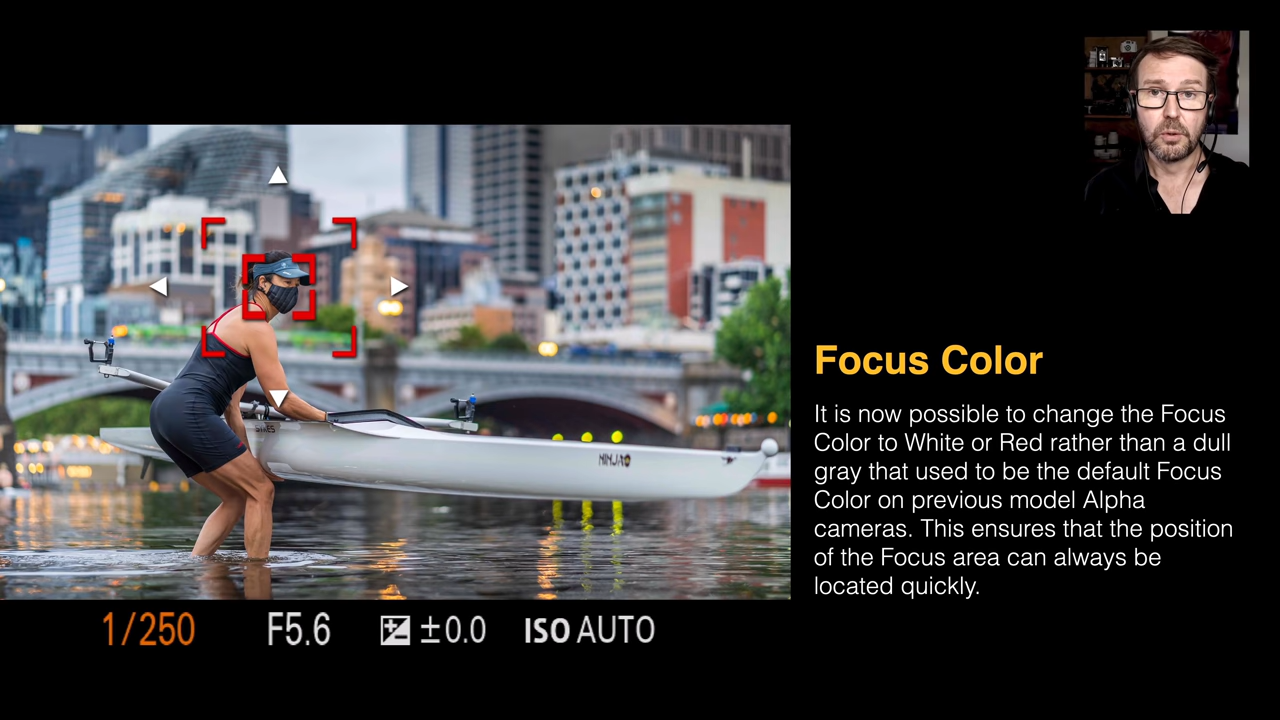 Focus Color
It is now possible to change the Focus
Color to White or Red rather than a dull
gray that used to be the default Focus
Color on previous model Alpha
cameras. This ensures that the position
of the Focus area can always be
located quickly.
NINJA
1/250 F5.6 ±0.0 ISO AUTO